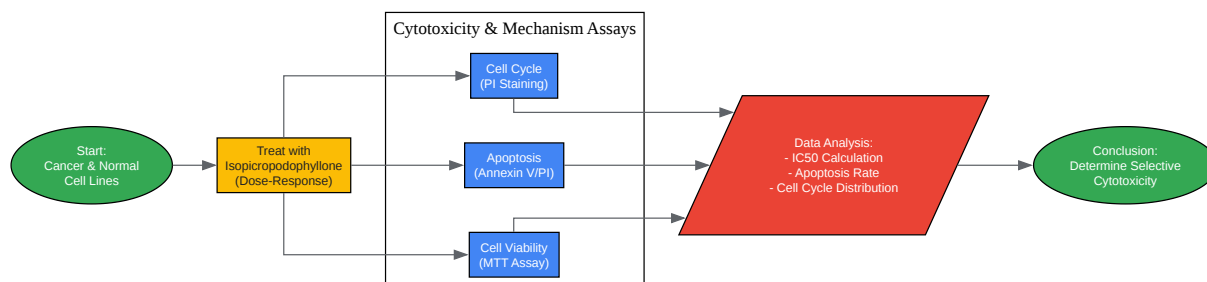 Cytotoxicity & Mechanism Assays
Start:
Cancer & Normal
Cell Lines
Treat with
Isopicropodophyllone
(Dose-Response)
Cell Cycle
(PI Staining)
Apoptosis
(Annexin V/PI)
Cell Viability
(MTT Assay)
Data Analysis:
- IC50 Calculation
- Apoptosis Rate
- Cell Cycle Distribution
Conclusion:
Determine Selective
Cytotoxicity